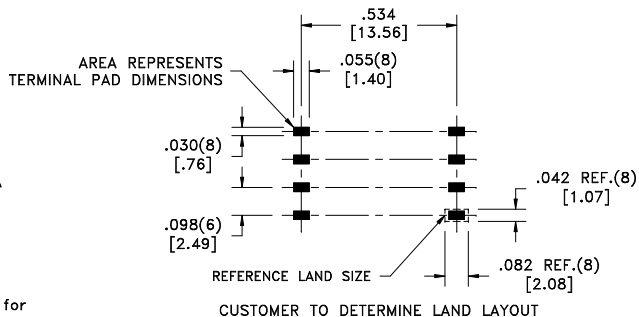 .534
[13.56]
AREA REPRESENTS
TERMINAL PAD DIMENSIONS
.055(8)
[1.40]
.030(8)
[.76]
.042 REF.(8)
[1.07]
.098(6)
[2.49]
REFERENCE LAND SIZE
.082 REF.(8)
[2.08]
for
CUSTOMER TO DETERMINE LAND LAYOUT